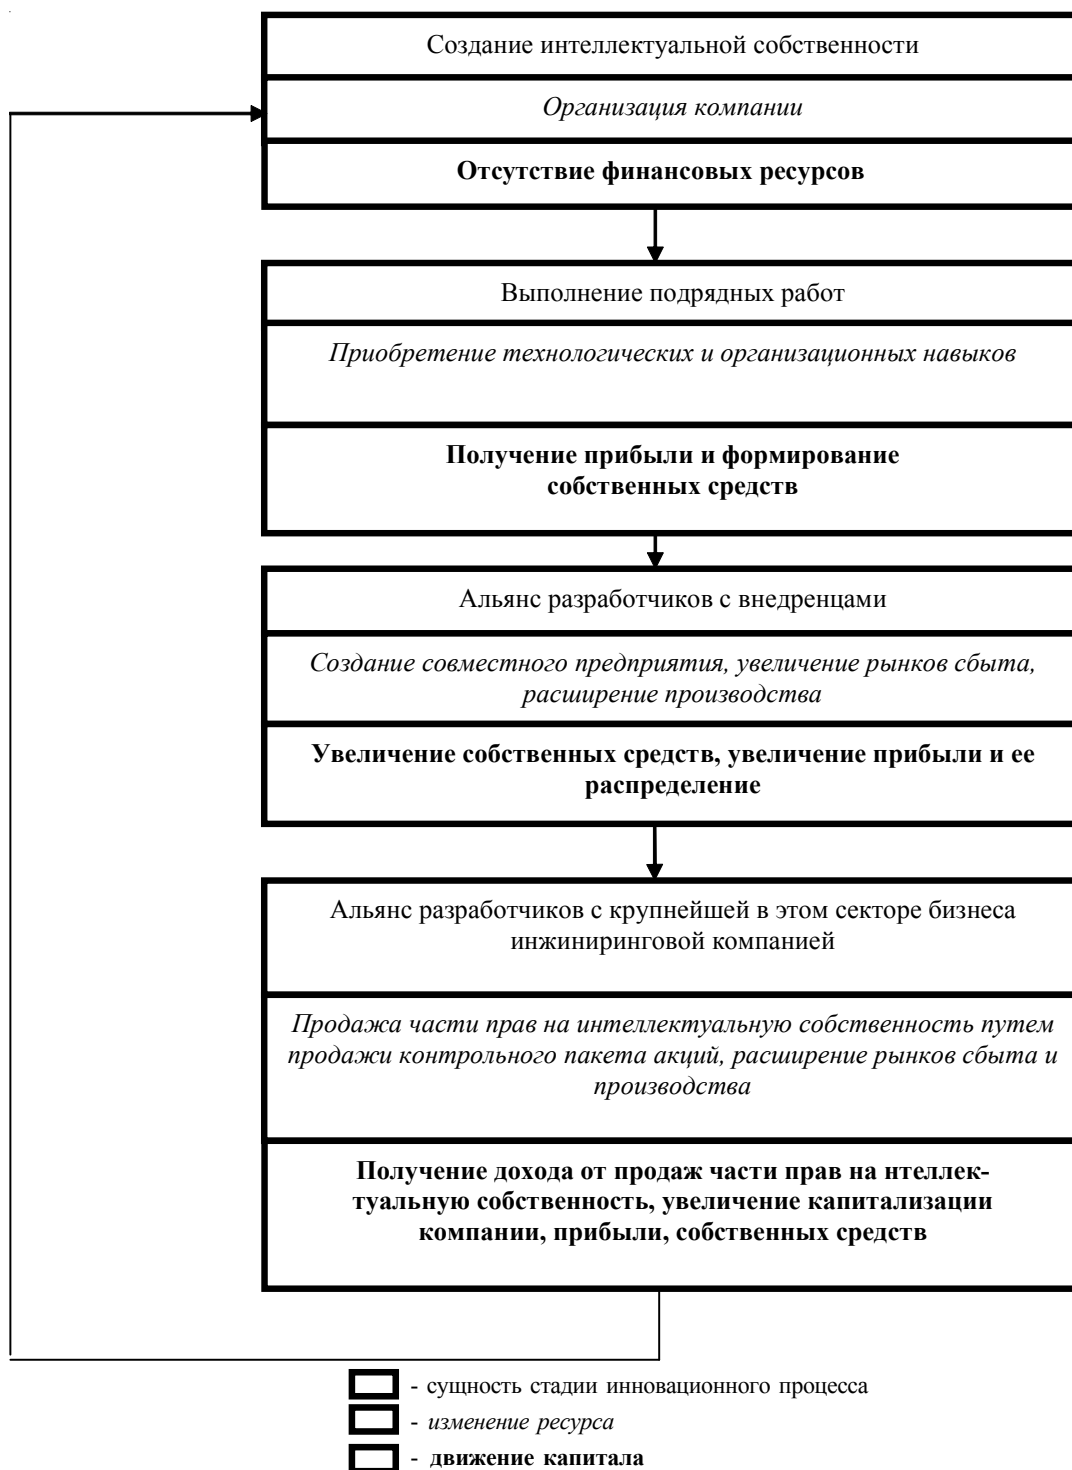 Создание интеллектуальной собственности
Организация компании
Отсутствие финансовых ресурсов
Выполнение подрядных работ
Приобретение технологических и организационных навыков
Получение прибыли и формирование
собственных средств
Альянс разработчиков с внедренцами
Создание совместного предприятия, увеличение рынков сбыта,
расширение производства
Увеличение собственных средств, увеличение прибыли и ее
распределение
Альянс разработчиков с крупнейшей в этом секторе бизнеса
инжиниринговой компанией
Продажа части прав на интеллектуальную собственность путем
продажи контрольного пакета акций, расширение рынков сбыта и
производства
Получение дохода от продаж части прав на нтеллек-
туальную собственность, увеличение капитализации
компании, прибыли, собственных средств
- сущность стадии инновационного процесса
- изменение ресурса
- движение капитала